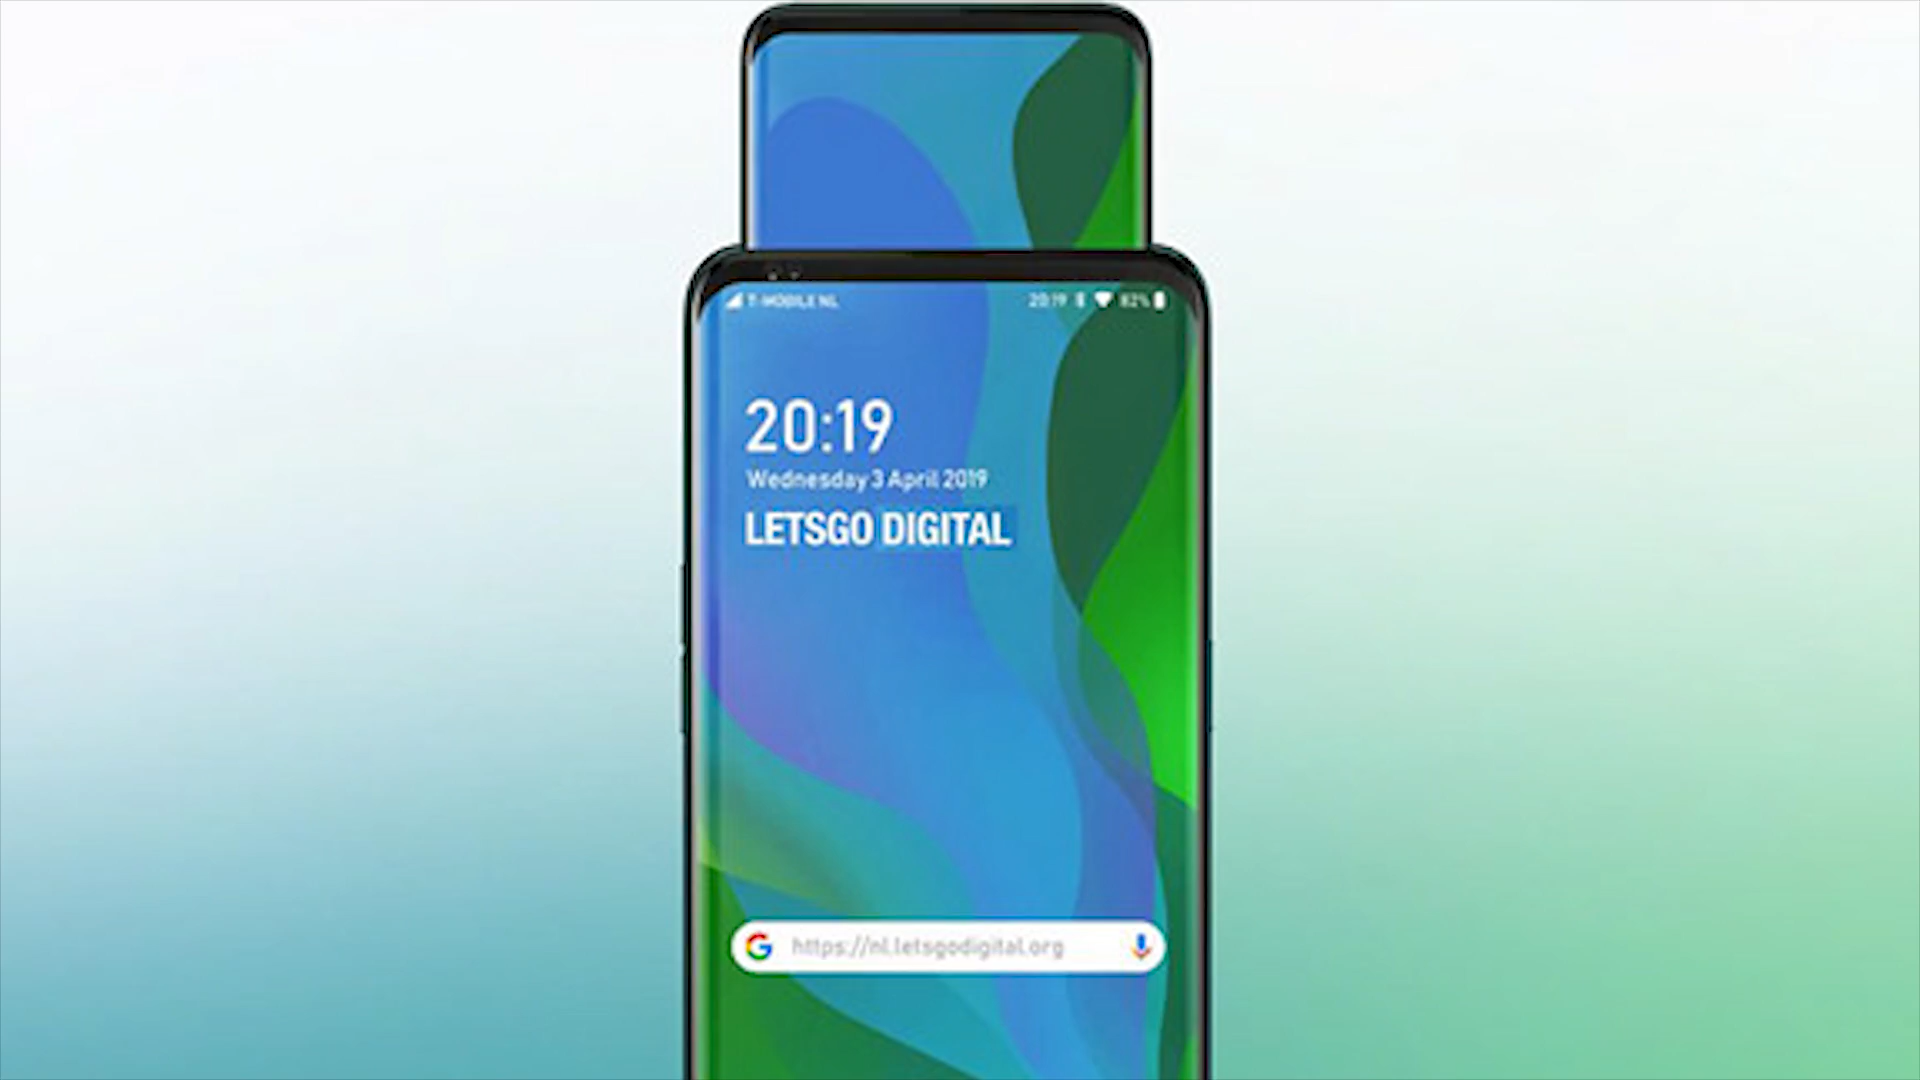 T-MOBILE NL
20:19 82%
20:19
Wednesday 3 April 2019
LETSGO DIGITAL
https://nl.letsgodigital.org